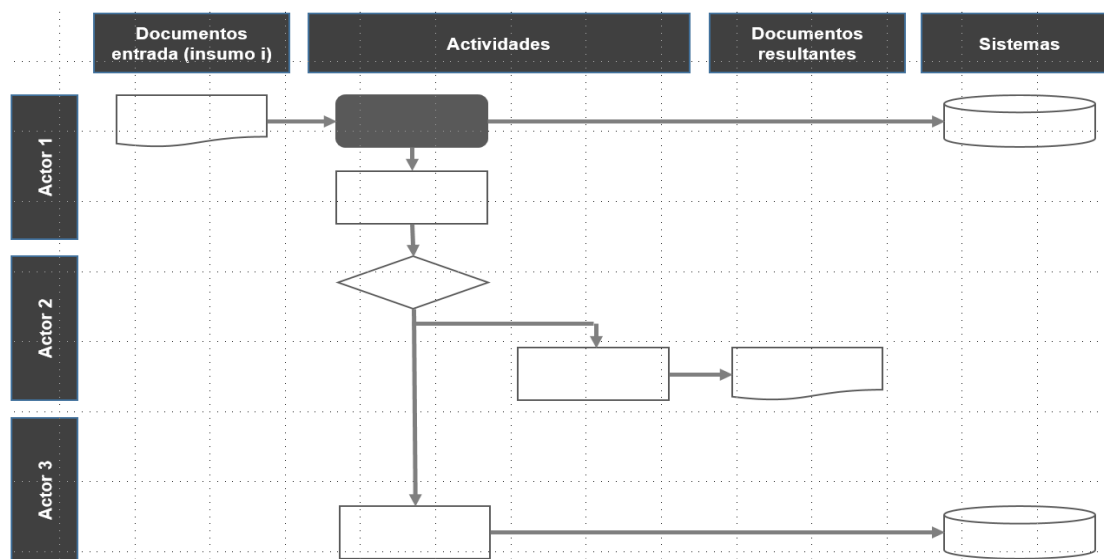 Documentos
entrada (insumo i)
Actividades
Documentos
resultantes
Sistemas
Actor 1
Actor 2
Actor 3